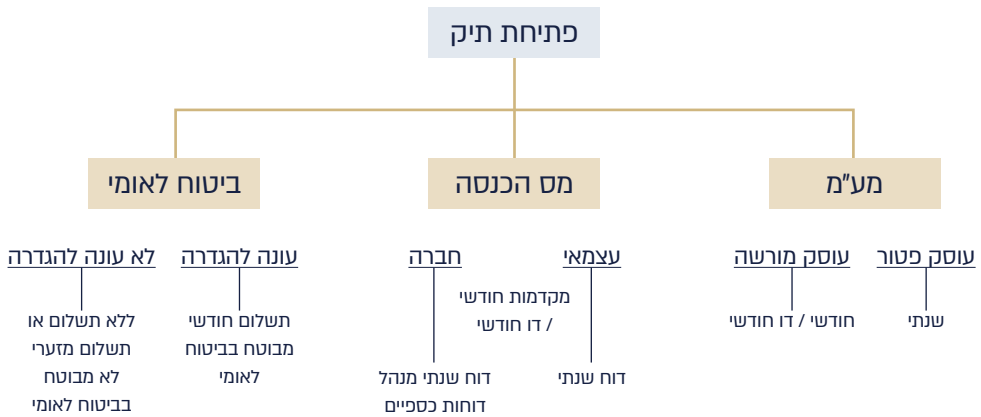 פתיחת תיק
מע"מ
מס הכנסה
ביטוח לאומי
עוסק פטור
שנתי
עוסק מורשה
חודשי / דו חודשי
עצמאי
חברה
מקדמות חודשי
/ דו חודשי
דוח שנתי
דוח שנתי מנהל
דוחות כספיים
עונה להגדרה
תשלום חודשי
מבוטח בביטוח
לאומי
לא עונה להגדרה
ללא תשלום או
תשלום מזערי
לא מבוטח
בביטוח לאומי